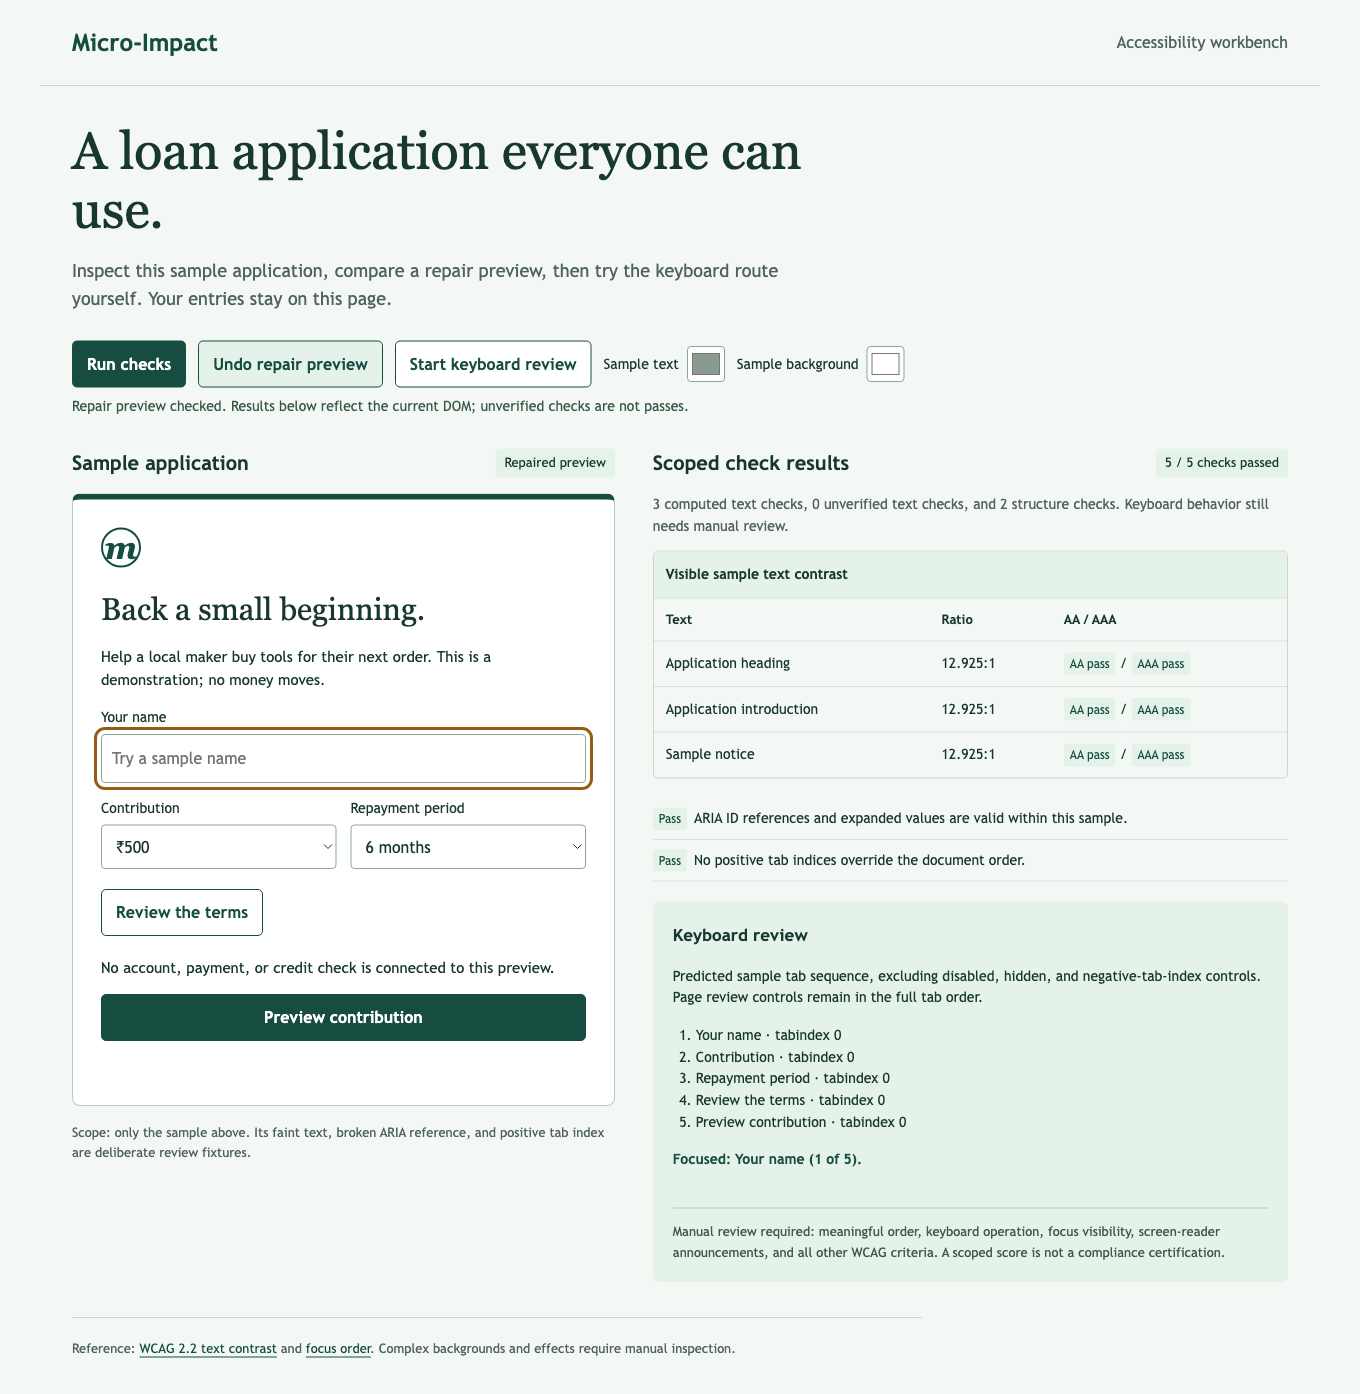 Micro-Impact
Accessibility workbench
A loan application everyone can
use.
Inspect this sample application, compare a repair preview, then try the keyboard route
yourself. Your entries stay on this page.
Run checks
Undo repair preview
Start keyboard review
Sample text
Sample background
Repair preview checked. Results below reflect the current DOM; unverified checks are not passes.
Sample application
Repaired preview
m
Back a small beginning.
Help a local maker buy tools for their next order. This is a
demonstration; no money moves.
Your name
Try a sample name
Contribution
Repayment period
₹500
6 months
Review the terms
No account, payment, or credit check is connected to this preview.
Preview contribution
Scope: only the sample above. Its faint text, broken ARIA reference, and positive tab index
are deliberate review fixtures.
Scoped check results
5 / 5 checks passed
3 computed text checks, 0 unverified text checks, and 2 structure checks. Keyboard behavior still
needs manual review.
Visible sample text contrast
Text Ratio AA / AAA
Application heading 12.925:1 AA pass / AAA pass
Application introduction 12.925:1 AA pass / AAA pass
Sample notice 12.925:1 AA pass / AAA pass
Pass ARIA ID references and expanded values are valid within this sample.
Pass No positive tab indices override the document order.
Keyboard review
Predicted sample tab sequence, excluding disabled, hidden, and negative-tab-index controls.
Page review controls remain in the full tab order.
1. Your name · tabindex 0
2. Contribution · tabindex 0
3. Repayment period · tabindex 0
4. Review the terms · tabindex 0
5. Preview contribution · tabindex 0
Focused: Your name (1 of 5).
Manual review required: meaningful order, keyboard operation, focus visibility, screen-reader
announcements, and all other WCAG criteria. A scoped score is not a compliance certification.
Reference: WCAG 2.2 text contrast and focus order. Complex backgrounds and effects require manual inspection.